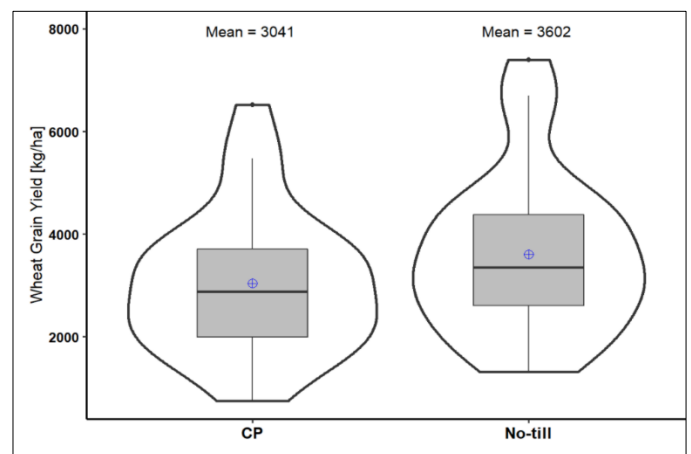 Mean = 3041
Mean = 3602
8000
6000
4000
2000
Wheat Grain Yield [kg/ha]
CP
No-till